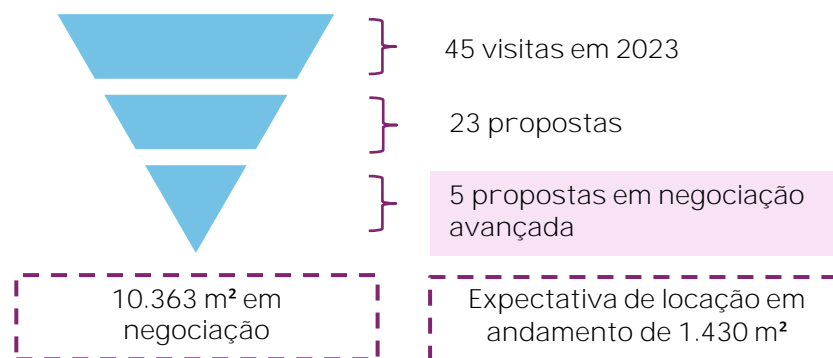 45 visitas em 2023
23 propostas
5 propostas em negociação
avançada
10.363 m² em
negociação
Expectativa de locação em
andamento de 1.430 m²